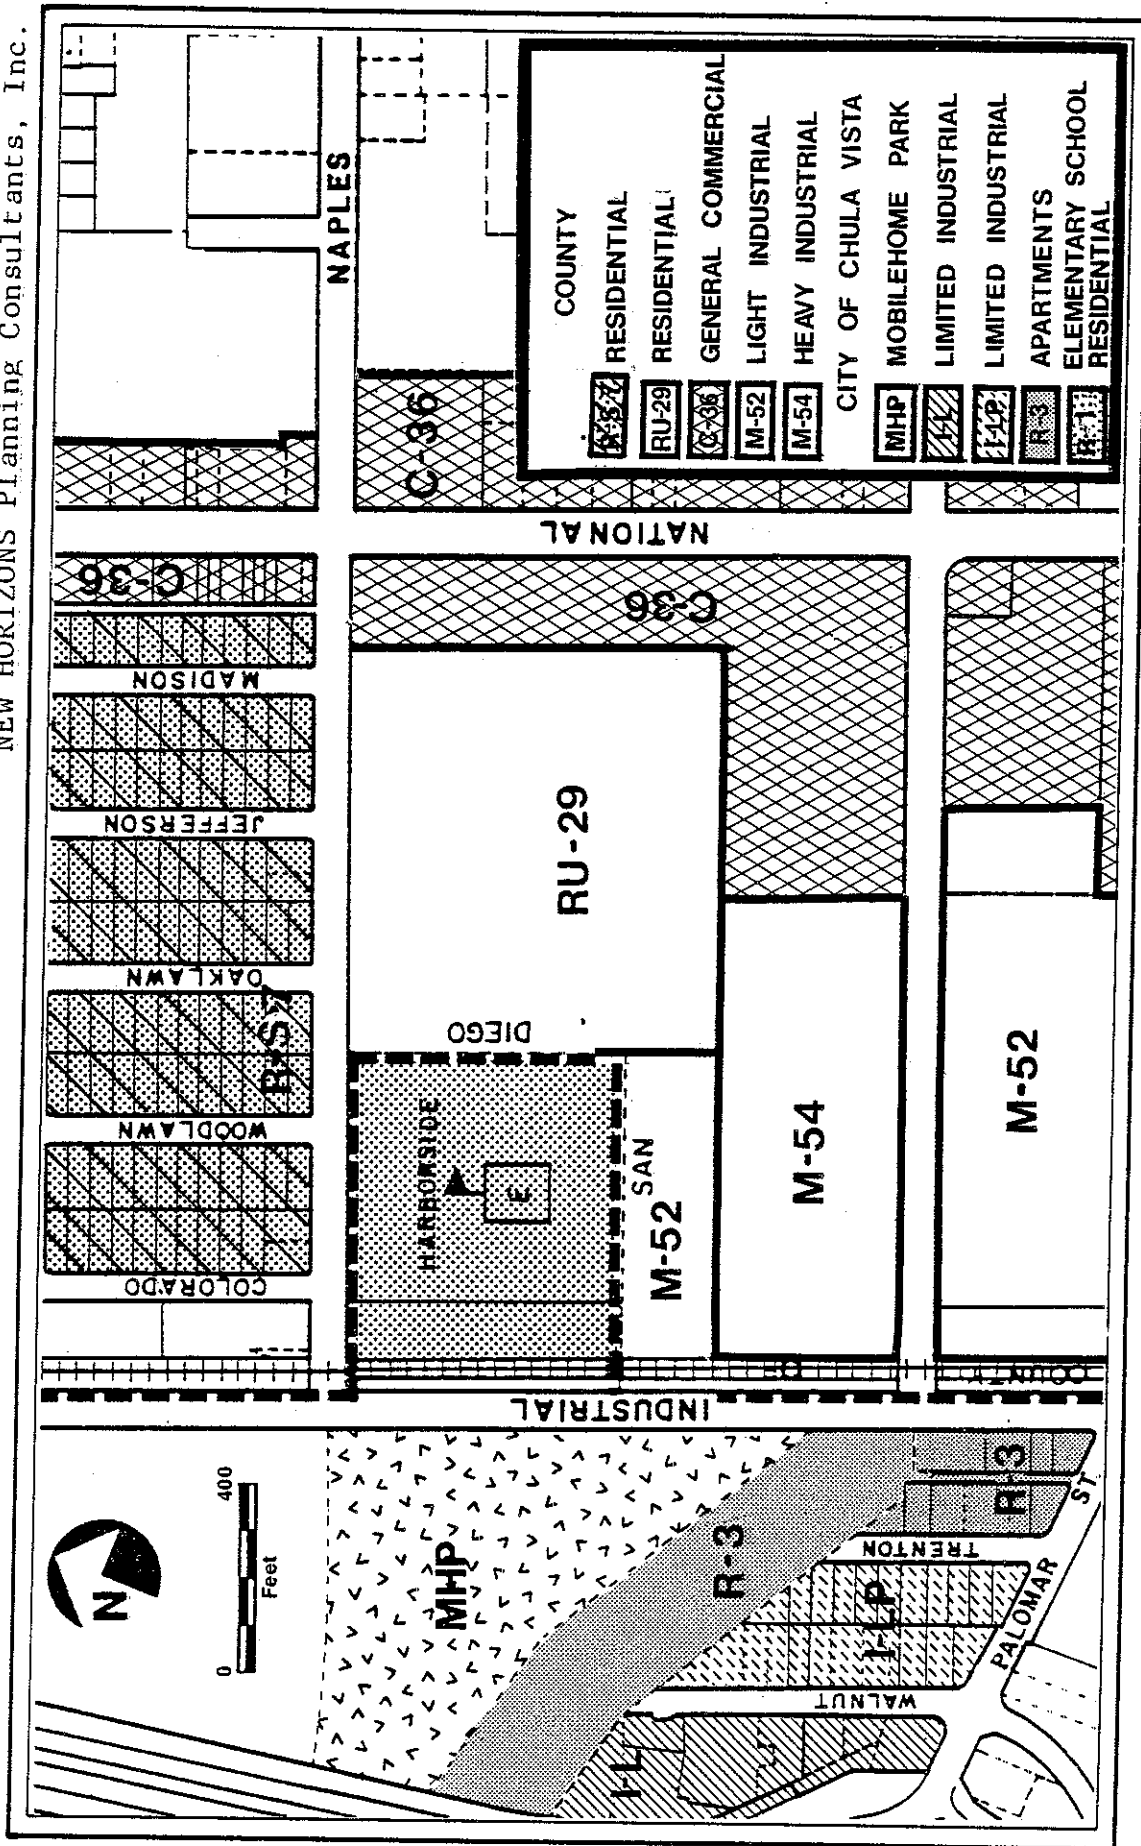 NEW HORIZONS Planning Consultants, Inc.
N
0
400
Feet
COLORADO
WOODLAWN
OAKLAWN
JEFFERSON
MADISON
R-S-7
C-36
NAPLES
HARBORSIDE
E
DIEGO
SAN
M-52
RU-29
C-36
C-36
NATIONAL
M-54
M-52
INDUSTRIAL
COUNTY
MHP
R-3
R-3
I-LP
I-L
WALNUT
TRENTON
PALOMAR ST
COUNTY
R-S-7 RESIDENTIAL
RU-29 RESIDENTIAL
C-36 GENERAL COMMERCIAL
M-52 LIGHT INDUSTRIAL
M-54 HEAVY INDUSTRIAL
CITY OF CHULA VISTA
MHP MOBILEHOME PARK
I-L LIMITED INDUSTRIAL
I-LP LIMITED INDUSTRIAL
R-3 APARTMENTS
R-1 ELEMENTARY SCHOOL
RESIDENTIAL